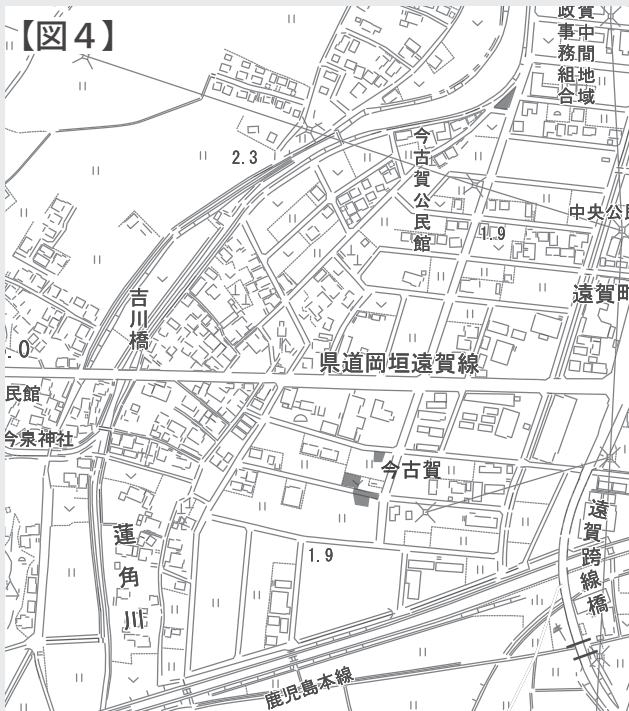 【図4】
賀中間地域
政事務組合
今古賀公民館
2.3
中央公民
1.9
遠賀町
吉川橋
.0
県道岡垣遠賀線
民館
今泉神社
今古賀
蓮角川
1.9
遠賀跨線橋
鹿児島本線